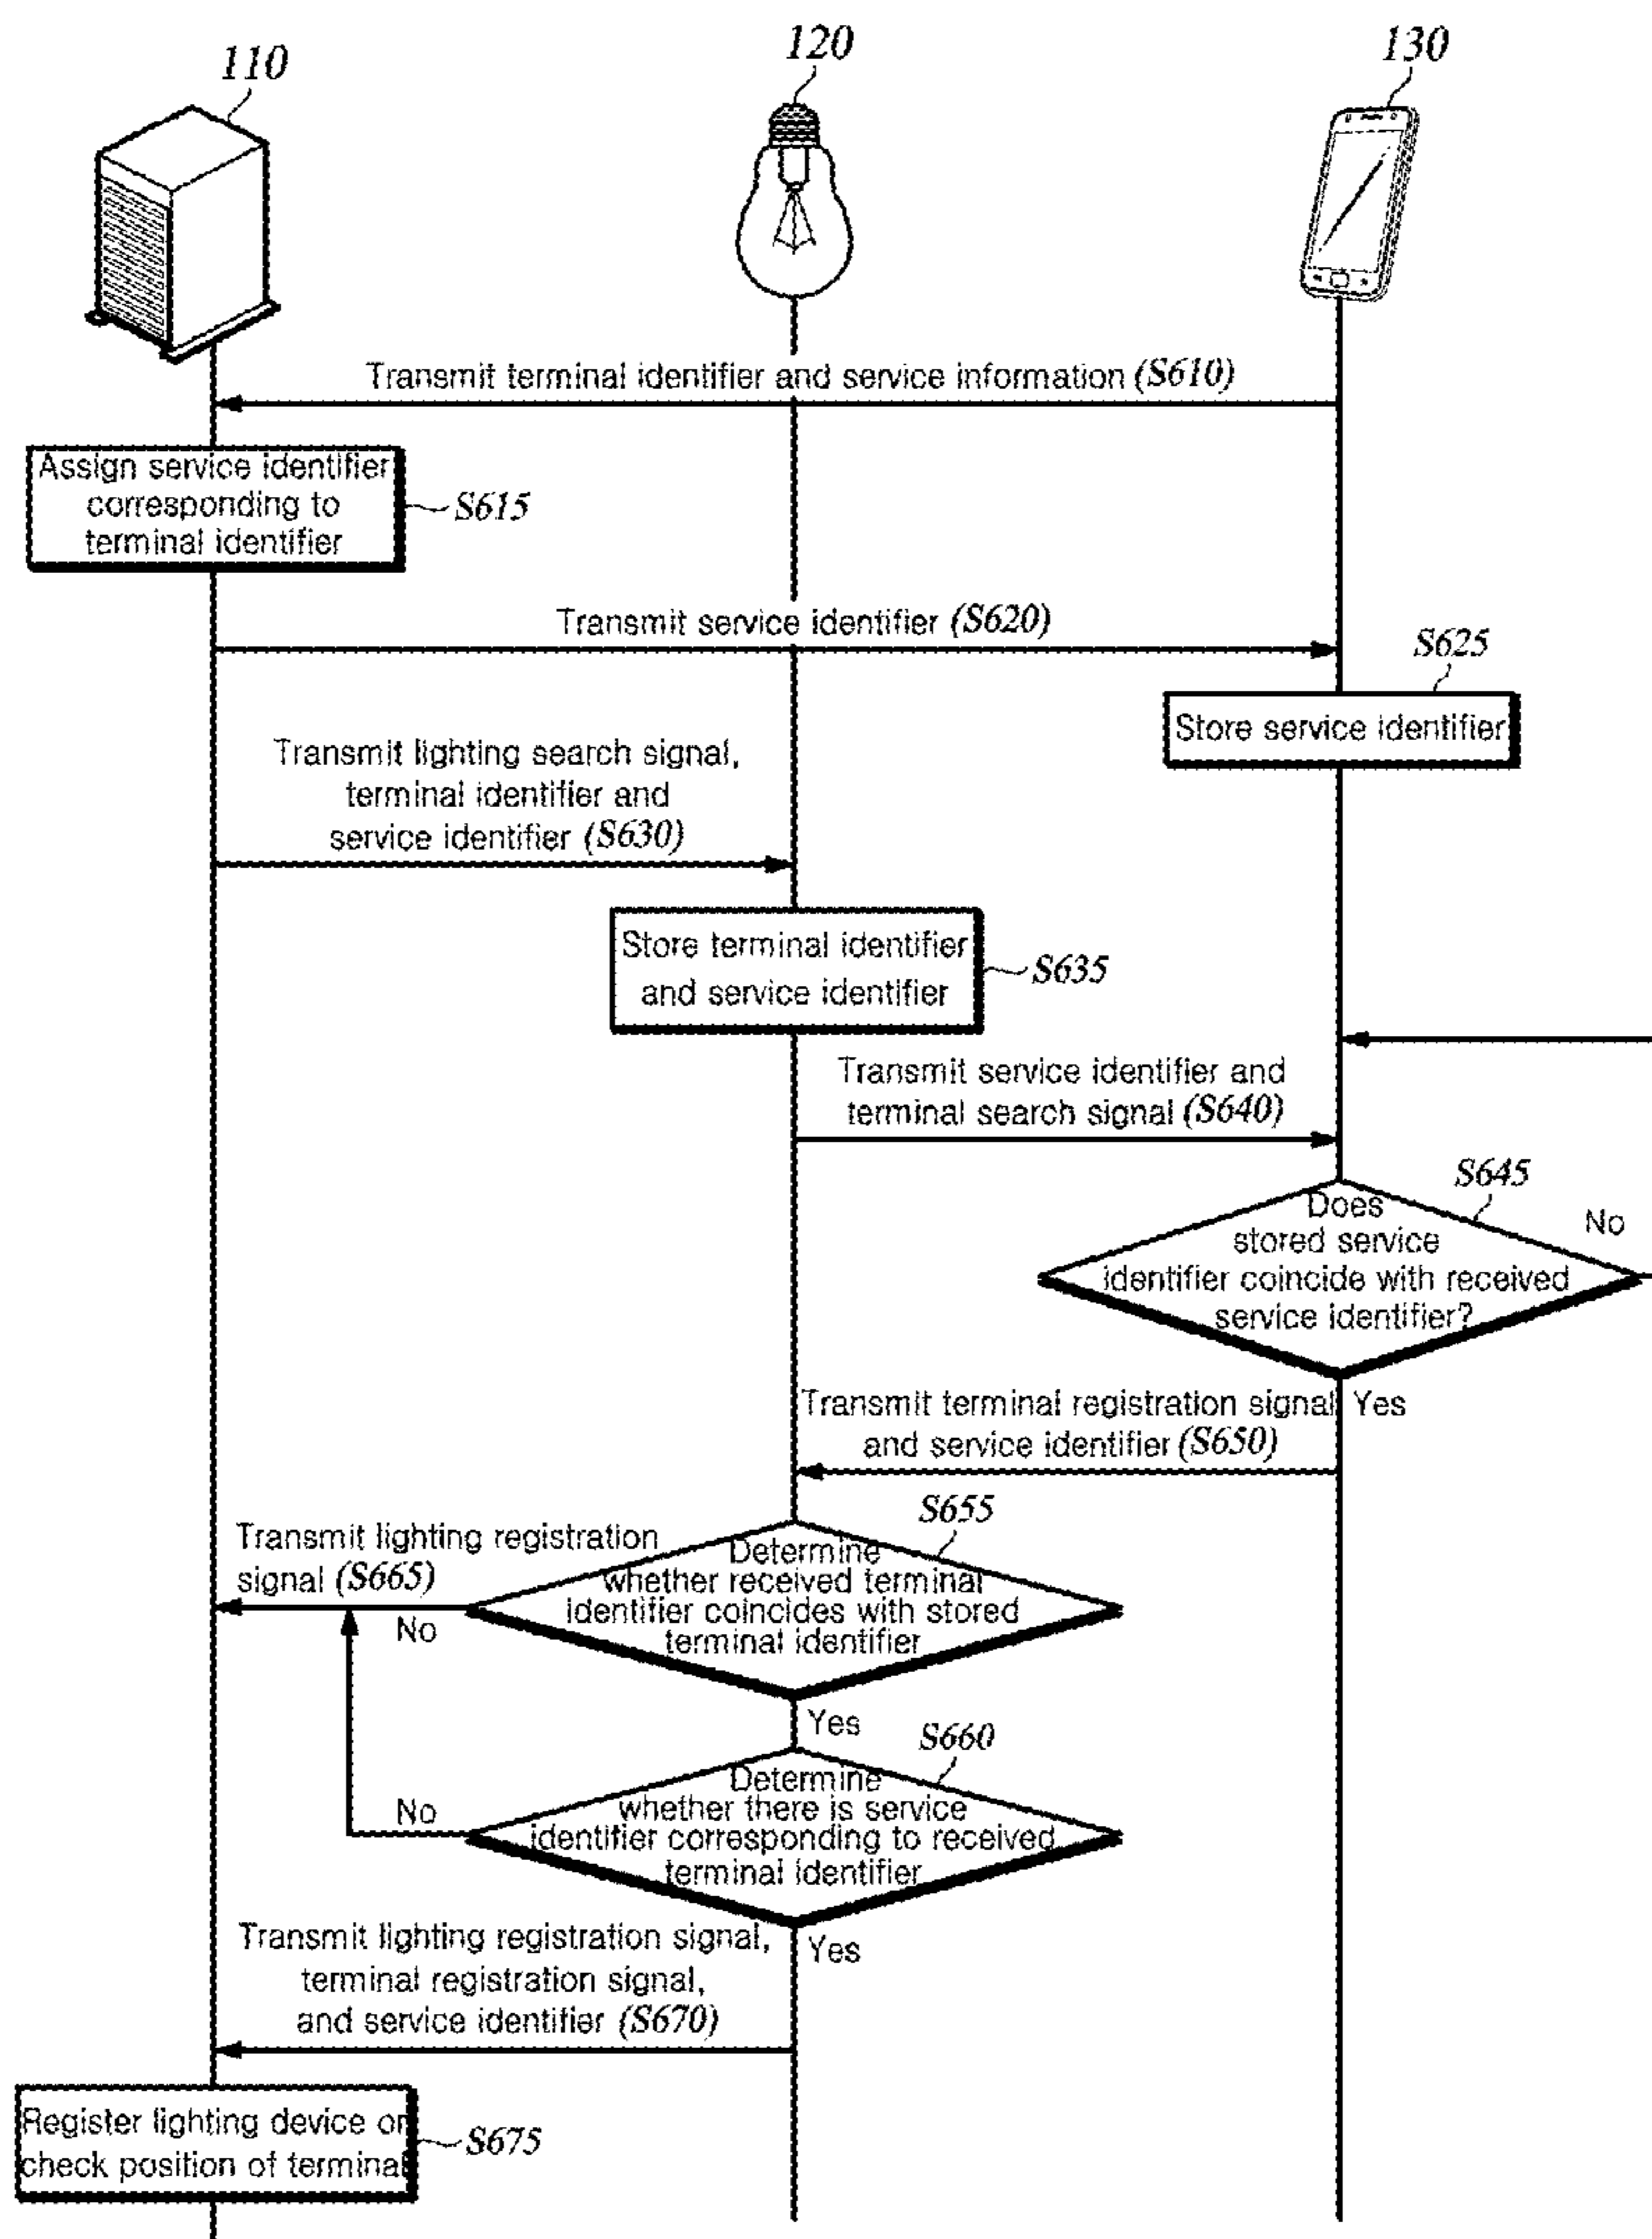 110
120
130
Transmit terminal identifier and service information (S610)
Assign service identifier
corresponding to
terminal identifier
S615
Transmit service identifier (S620)
S625
Store service identifier
Transmit lighting search signal,
terminal identifier and
service identifier (S630)
Store terminal identifier
and service identifier
S635
Transmit service identifier and
terminal search signal (S640)
S645
No
Does
stored service
identifier coincide with received
service identifier?
Yes
Transmit terminal registration signal
and service identifier (S650)
S655
Transmit lighting registration
signal (S665)
Determine
whether received terminal
identifier coincides with stored
terminal identifier
No
Yes
S660
Determine
whether there is service
identifier corresponding to received
terminal identifier
No
Yes
Transmit lighting registration signal,
terminal registration signal,
and service identifier (S670)
Register lighting device or
check position of terminal
S675